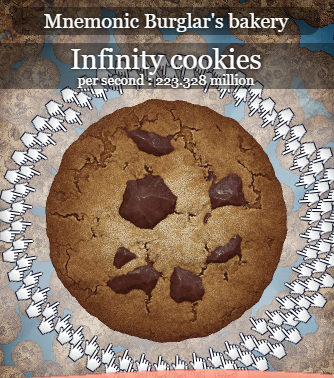 Mnemonic Burglar's bakery
Infinity cookies
per second : 223.328 million